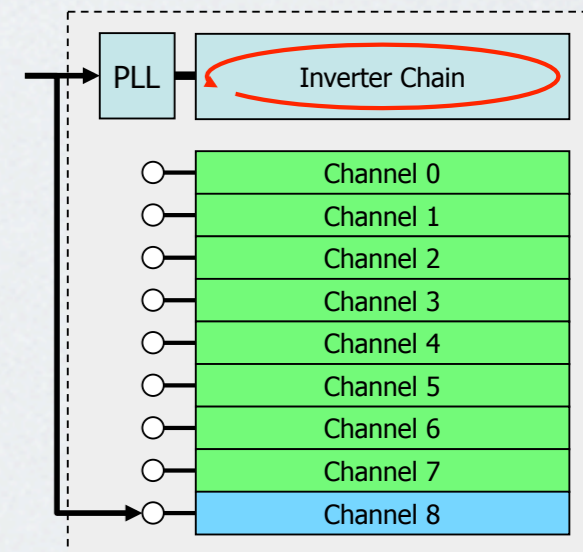 PLL
Inverter Chain
Channel 0
Channel 1
Channel 2
Channel 3
Channel 4
Channel 5
Channel 6
Channel 7
Channel 8